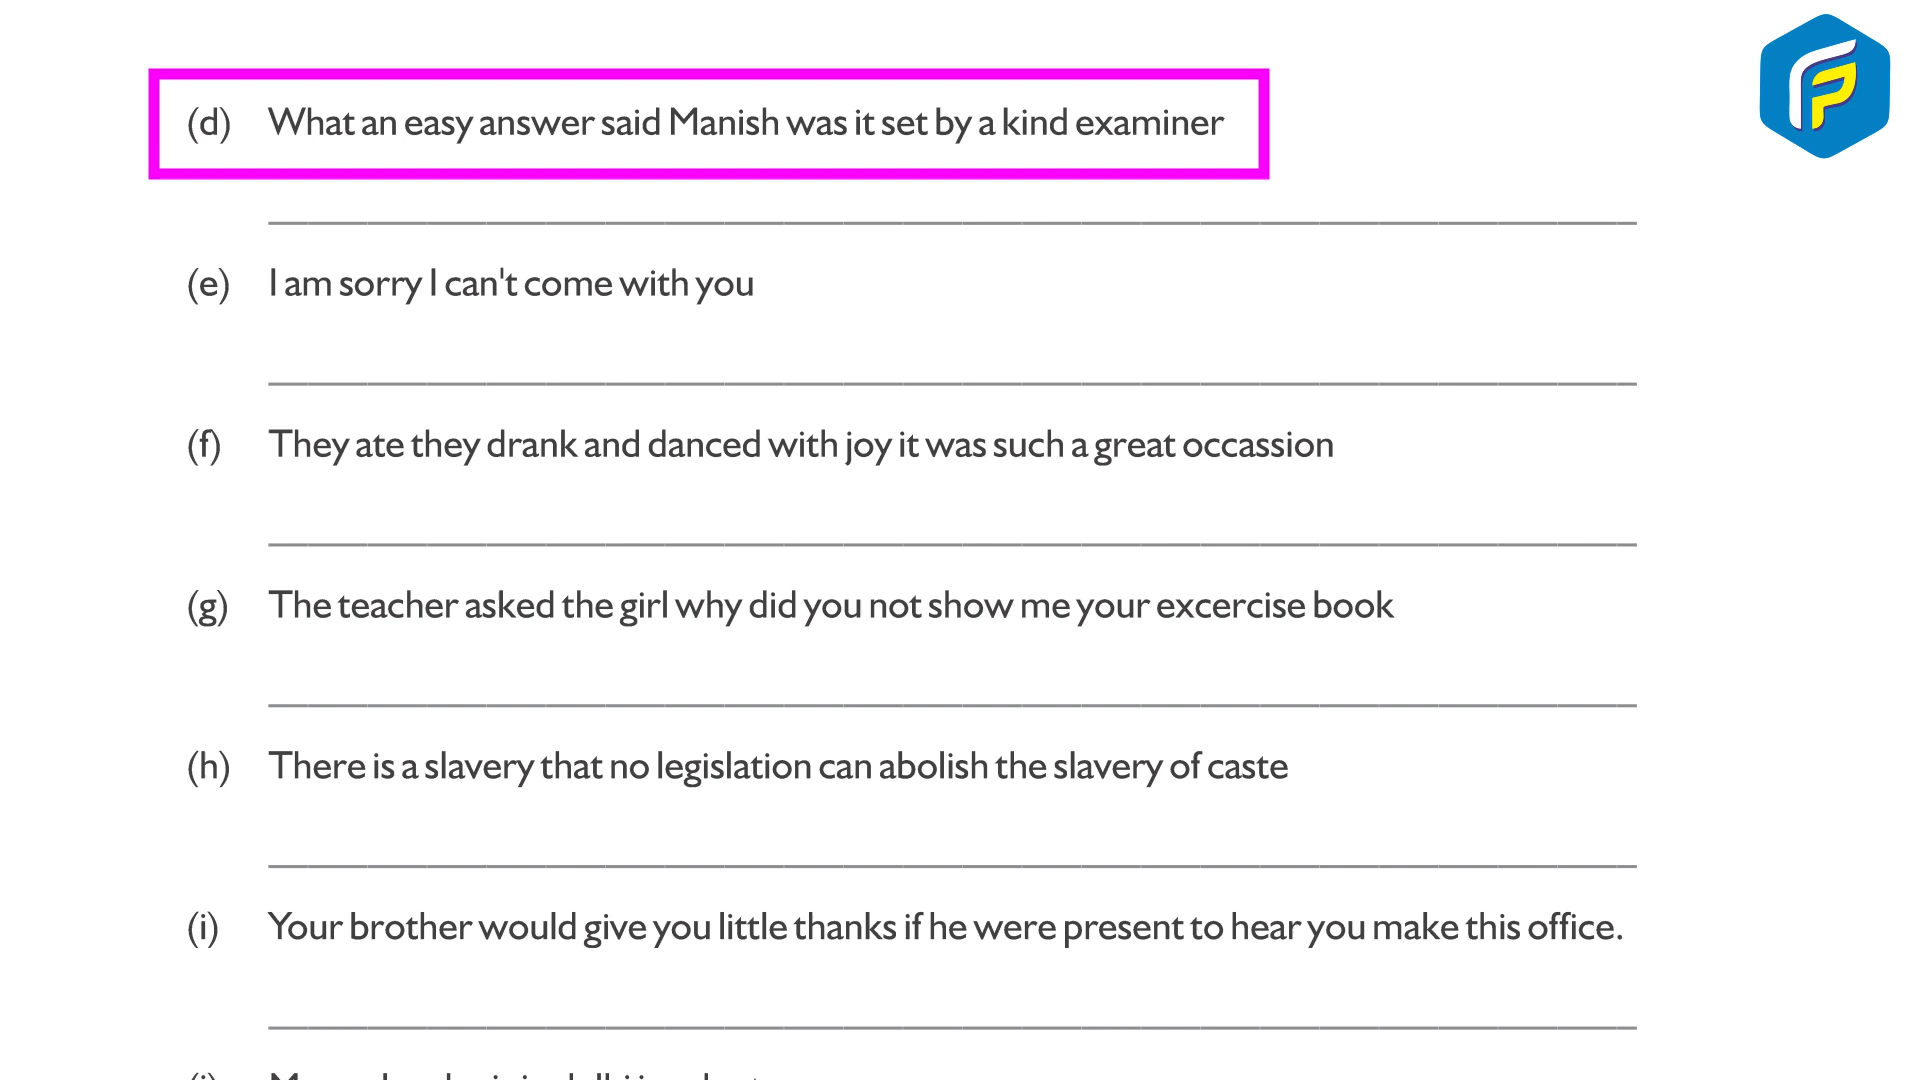 (d) What an easy answer said Manish was it set by a kind examiner
(e) I am sorry I can't come with you
(f) They ate they drank and danced with joy it was such a great occassion
(g) The teacher asked the girl why did you not show me your excercise book
(h) There is a slavery that no legislation can abolish the slavery of caste
(i) Your brother would give you little thanks if he were present to hear you make this office.